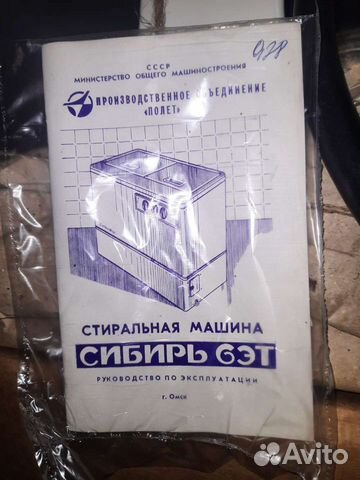 928
СССР
МИНИСТЕРСТВО ОБЩЕГО МАШИНОСТРОЕНИЯ
ПРОИЗВОДСТВЕННОЕ ОБЪЕДИНЕНИЕ
«ПОЛЕТ»
СТИРАЛЬНАЯ МАШИНА
СИБИРЬ 6ЭТ
РУКОВОДСТВО ПО ЭКСПЛУАТАЦИИ
г. Омск
Avito